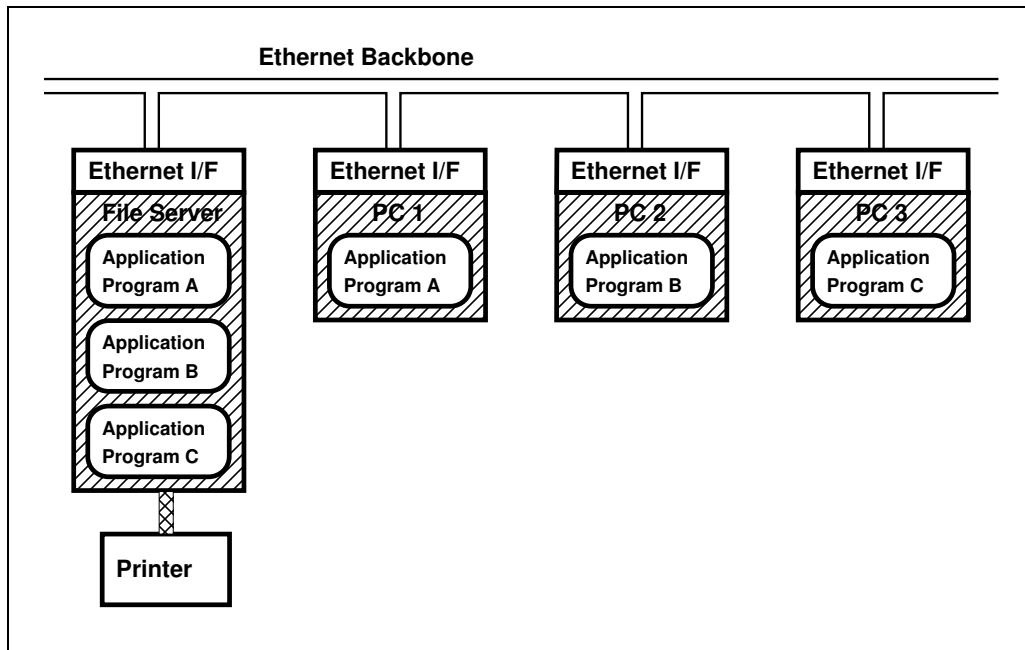 Ethernet Backbone
Ethernet I/F
File Server
Application
Program A
Application
Program B
Application
Program C
Printer
Ethernet I/F
PC 1
Application
Program A
Ethernet I/F
PC 2
Application
Program B
Ethernet I/F
PC 3
Application
Program C